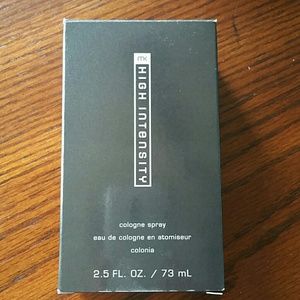 MK
HIGH INTENSITY
cologne spray
eau de cologne en atomiseur
colonia
2.5 FL. OZ. / 73 mL